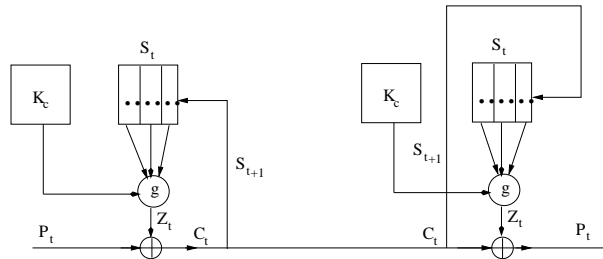 S_t
K_c
g
S_{t+1}
Z_t
P_t
C_t
S_t
K_c
S_{t+1}
g
Z_t
C_t
P_t